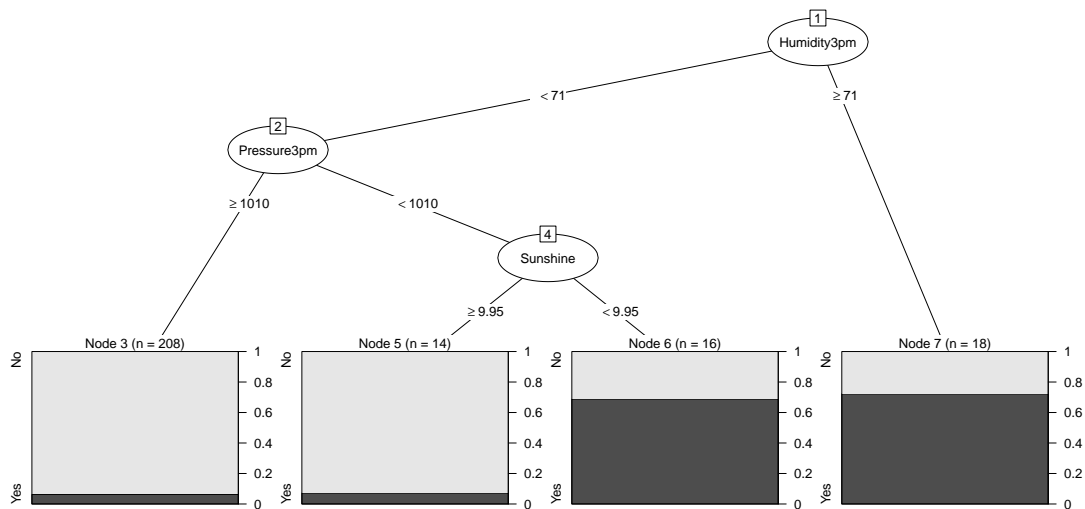 1
Humidity3pm
< 71
≥ 71
2
Pressure3pm
≥ 1010
< 1010
4
Sunshine
≥ 9.95
< 9.95
Node 3 (n = 208)
No
Yes
1
0.8
0.6
0.4
0.2
0
Node 5 (n = 14)
No
Yes
1
0.8
0.6
0.4
0.2
0
Node 6 (n = 16)
No
Yes
1
0.8
0.6
0.4
0.2
0
Node 7 (n = 18)
No
Yes
1
0.8
0.6
0.4
0.2
0